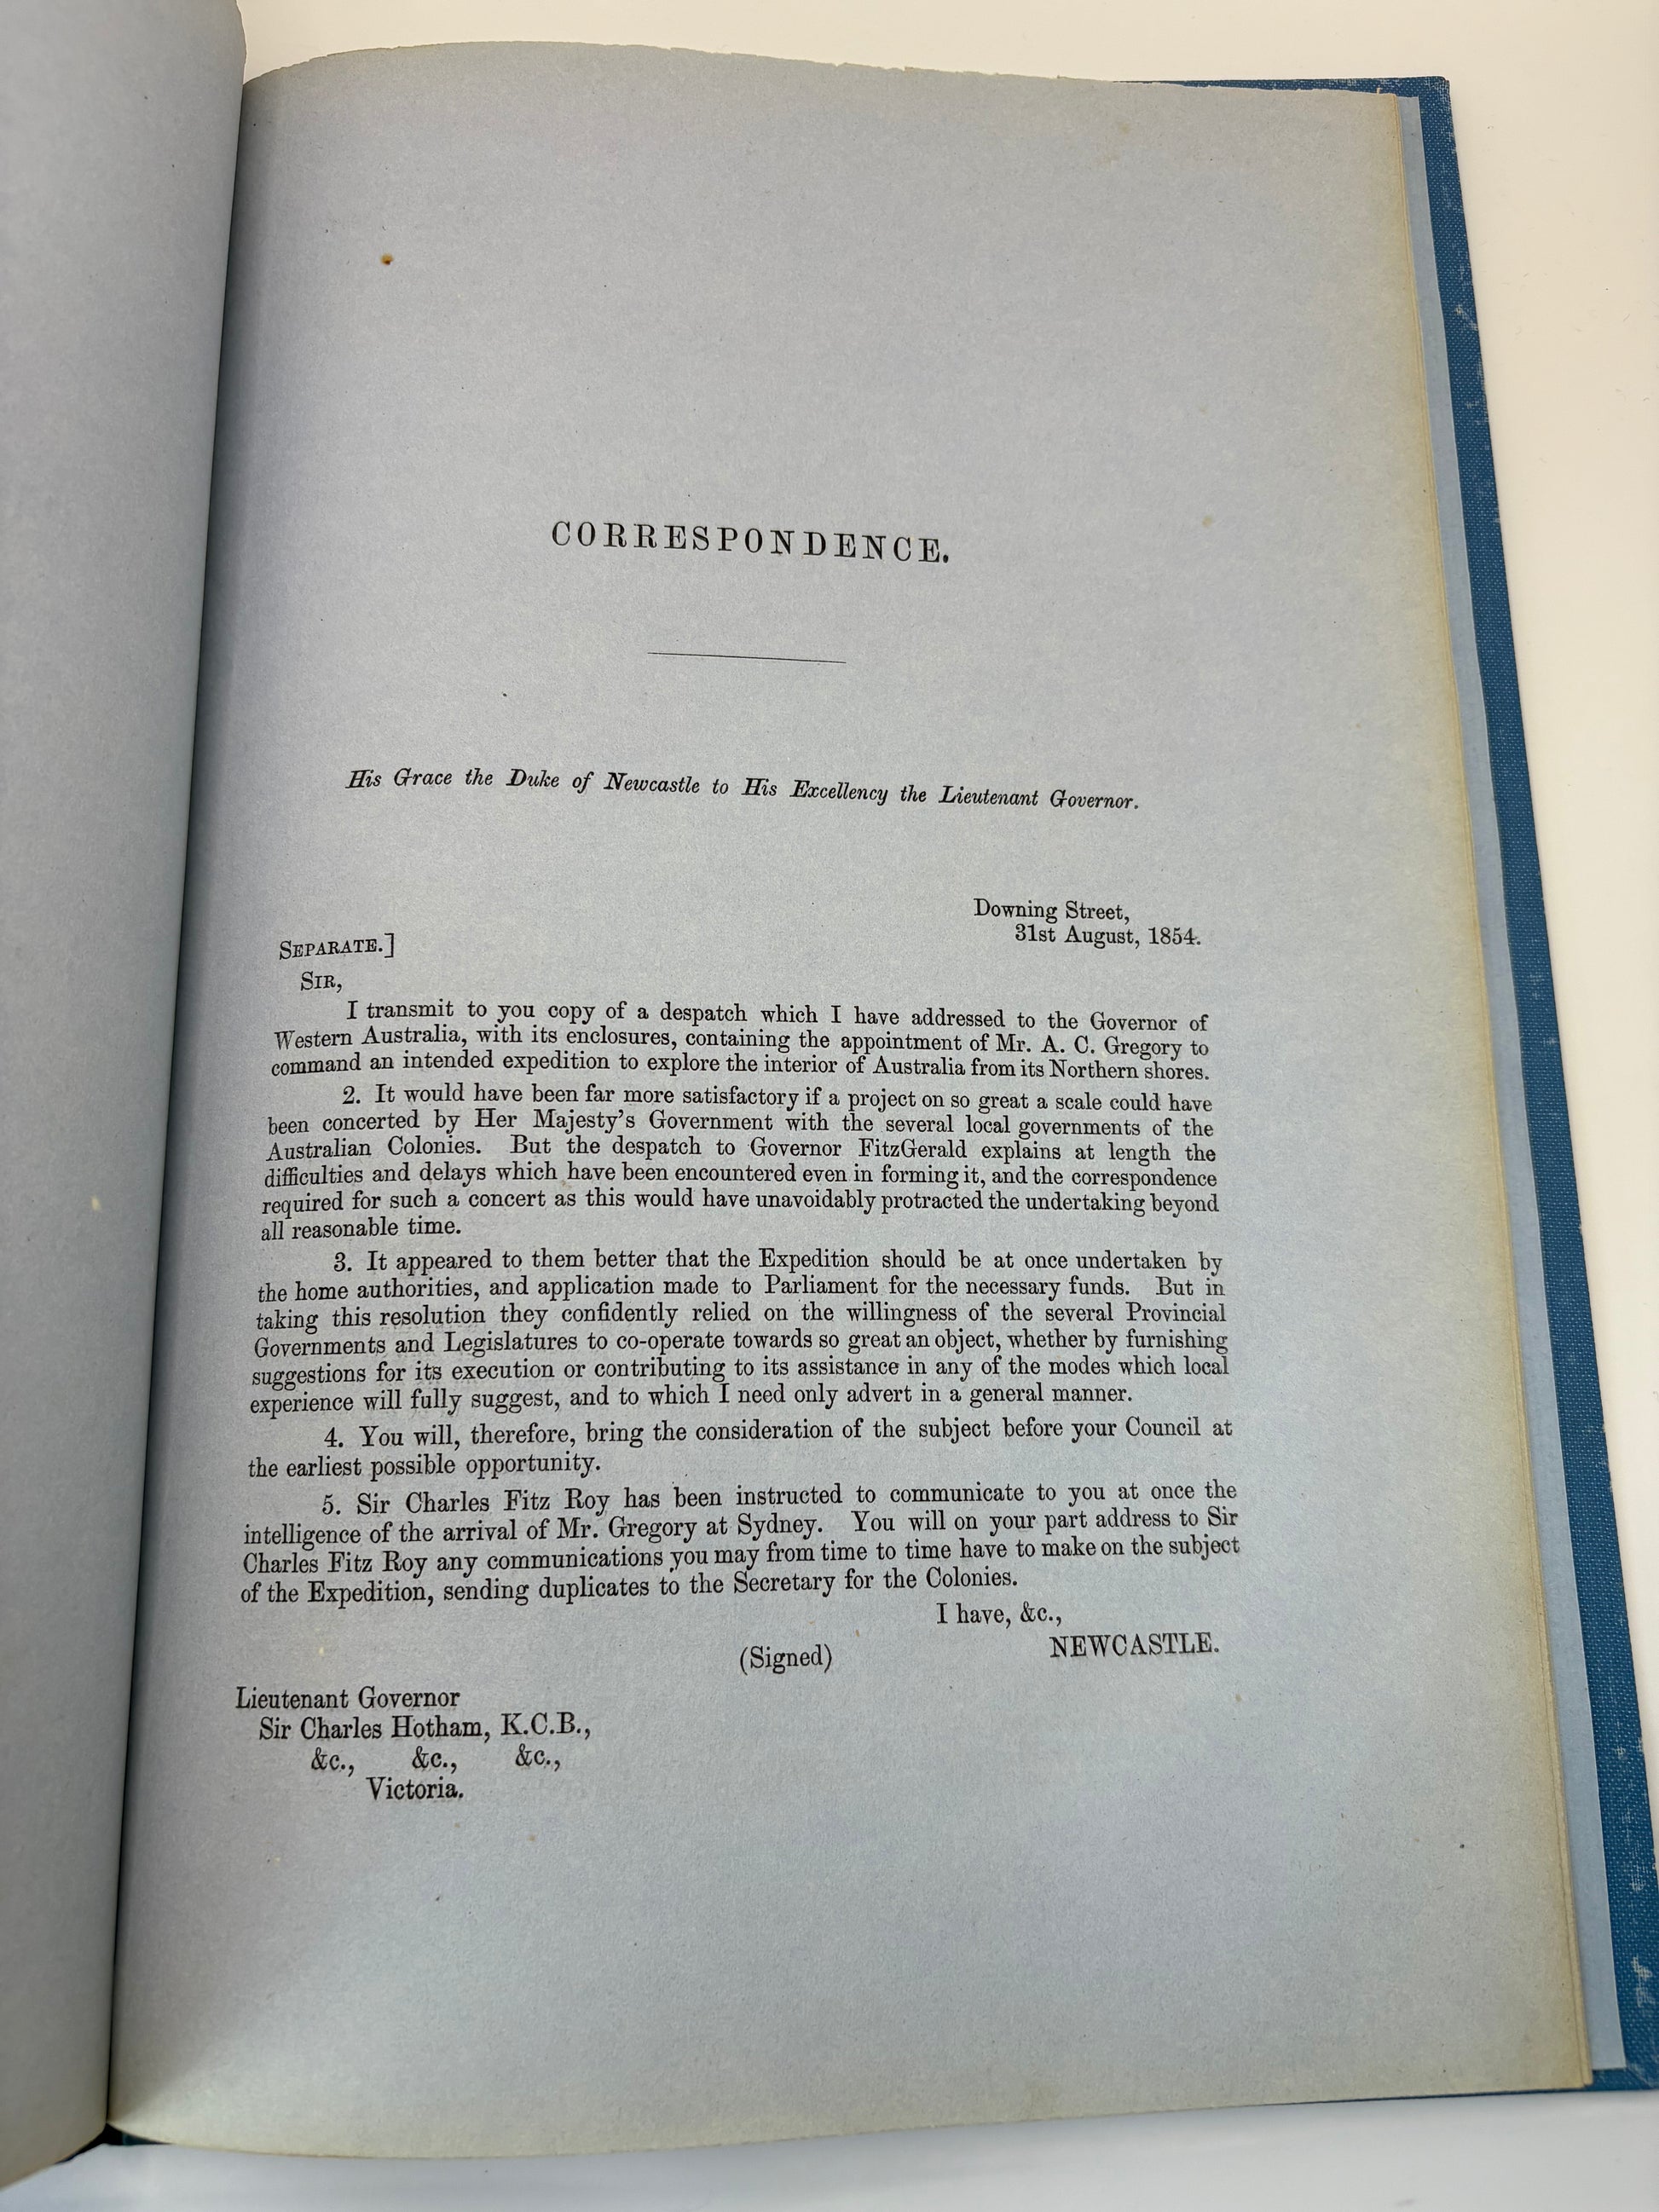 CORRESPONDENCE.
His Grace the Duke of Newcastle to His Excellency the Lieutenant Governor.
Downing Street,
31st August, 1854.
SEPARATE.]
SIR,
I transmit to you copy of a despatch which I have addressed to the Governor of
Western Australia, with its enclosures, containing the appointment of Mr. A. C. Gregory to
command an intended expedition to explore the interior of Australia from its Northern shores.
2. It would have been far more satisfactory if a project on so great a scale could have
been concerted by Her Majesty's Government with the several local governments of the
Australian Colonies. But the despatch to Governor FitzGerald explains at length the
difficulties and delays which have been encountered even in forming it, and the correspondence
required for such a concert as this would have unavoidably protracted the undertaking beyond
all reasonable time.
3. It appeared to them better that the Expedition should be at once undertaken by
the home authorities, and application made to Parliament for the necessary funds. But in
taking this resolution they confidently relied on the willingness of the several Provincial
Governments and Legislatures to co-operate towards so great an object, whether by furnishing
suggestions for its execution or contributing to its assistance in any of the modes which local
experience will fully suggest, and to which I need only advert in a general manner.
4. You will, therefore, bring the consideration of the subject before your Council at
the earliest possible opportunity.
5. Sir Charles Fitz Roy has been instructed to communicate to you at once the
intelligence of the arrival of Mr. Gregory at Sydney. You will on your part address to Sir
Charles Fitz Roy any communications you may from time to time have to make on the subject
of the Expedition, sending duplicates to the Secretary for the Colonies.
I have, &c.,
(Signed) NEWCASTLE.
Lieutenant Governor
Sir Charles Hotham, K.C.B.,
&c., &c., &c.,
Victoria.